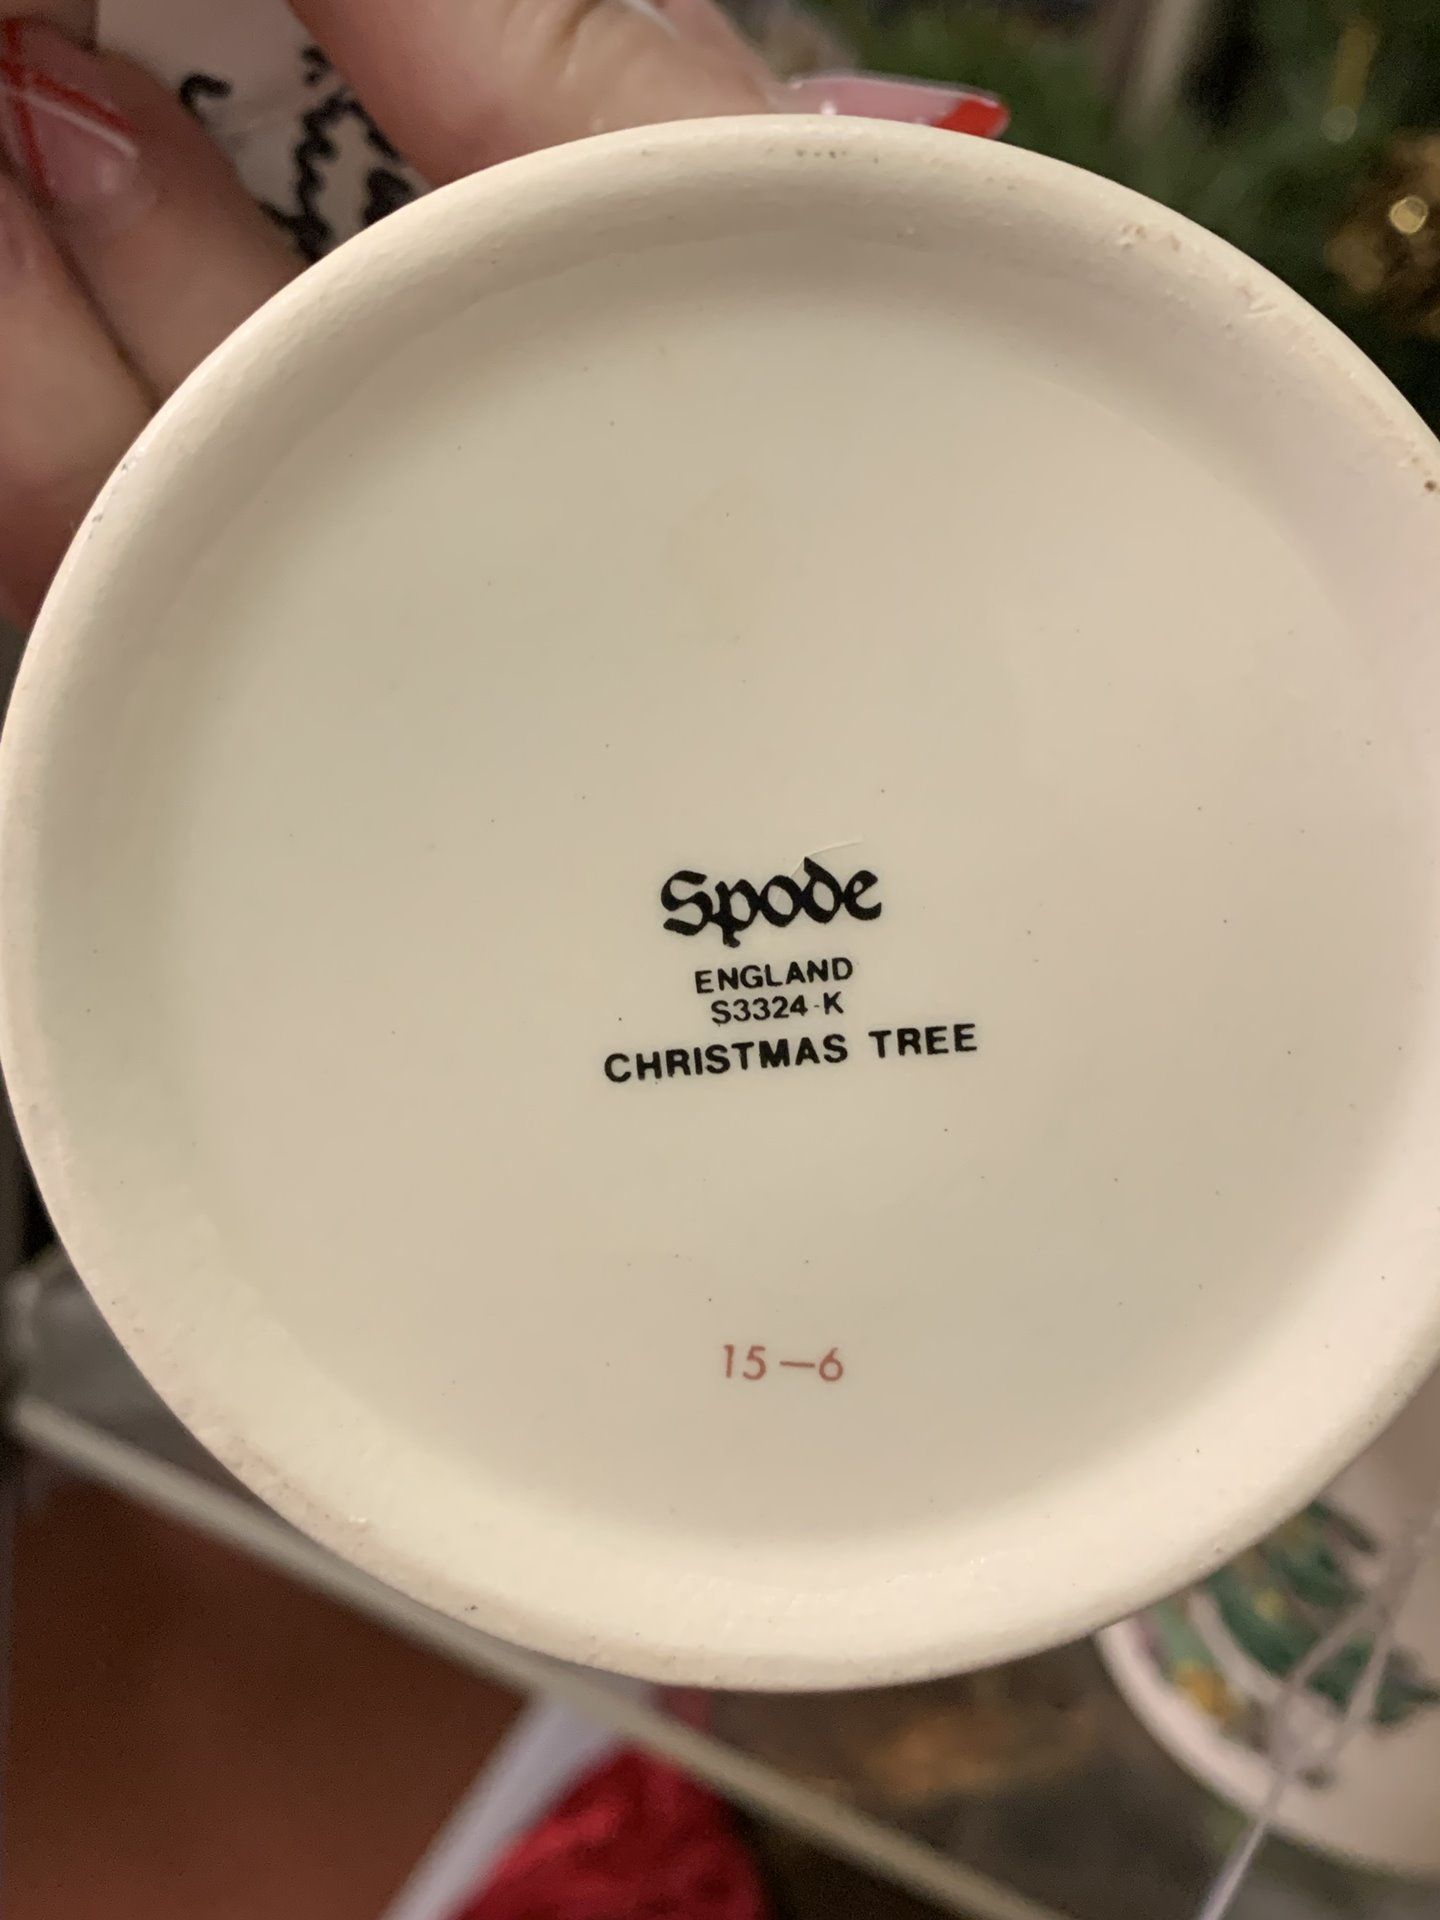 Spode
ENGLAND
S3324-K
CHRISTMAS TREE
15-6